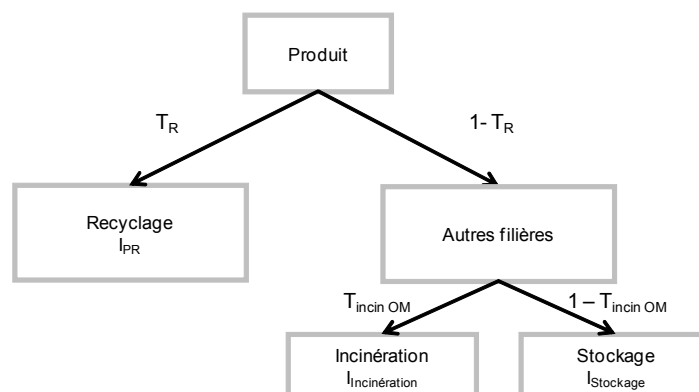 Produit
T_R
1- T_R
Recyclage
I_PR
Autres filières
T_incin OM
1 – T_incin OM
Incinération
I_Incinération
Stockage
I_Stockage